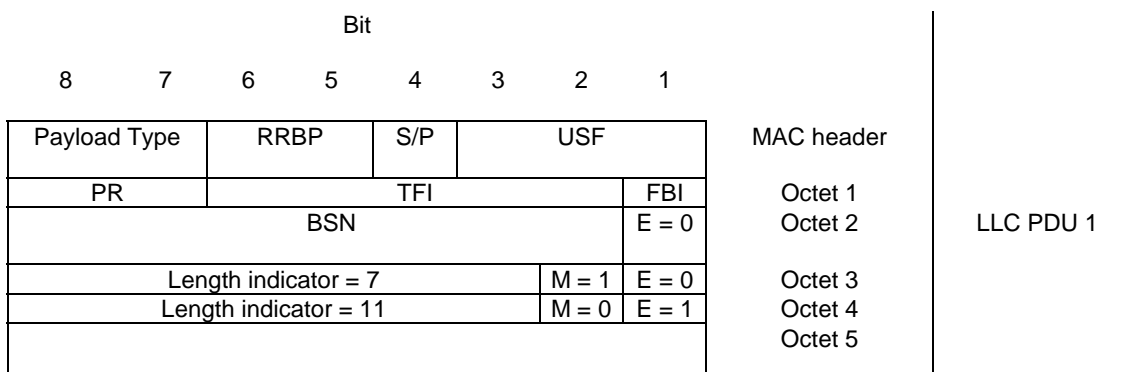 Bit
8 7 6 5 4 3 2 1
Payload Type RRBP S/P USF MAC header
PR TFI FBI Octet 1
BSN E = 0 Octet 2 LLC PDU 1
Length indicator = 7 M = 1 E = 0 Octet 3
Length indicator = 11 M = 0 E = 1 Octet 4
Octet 5